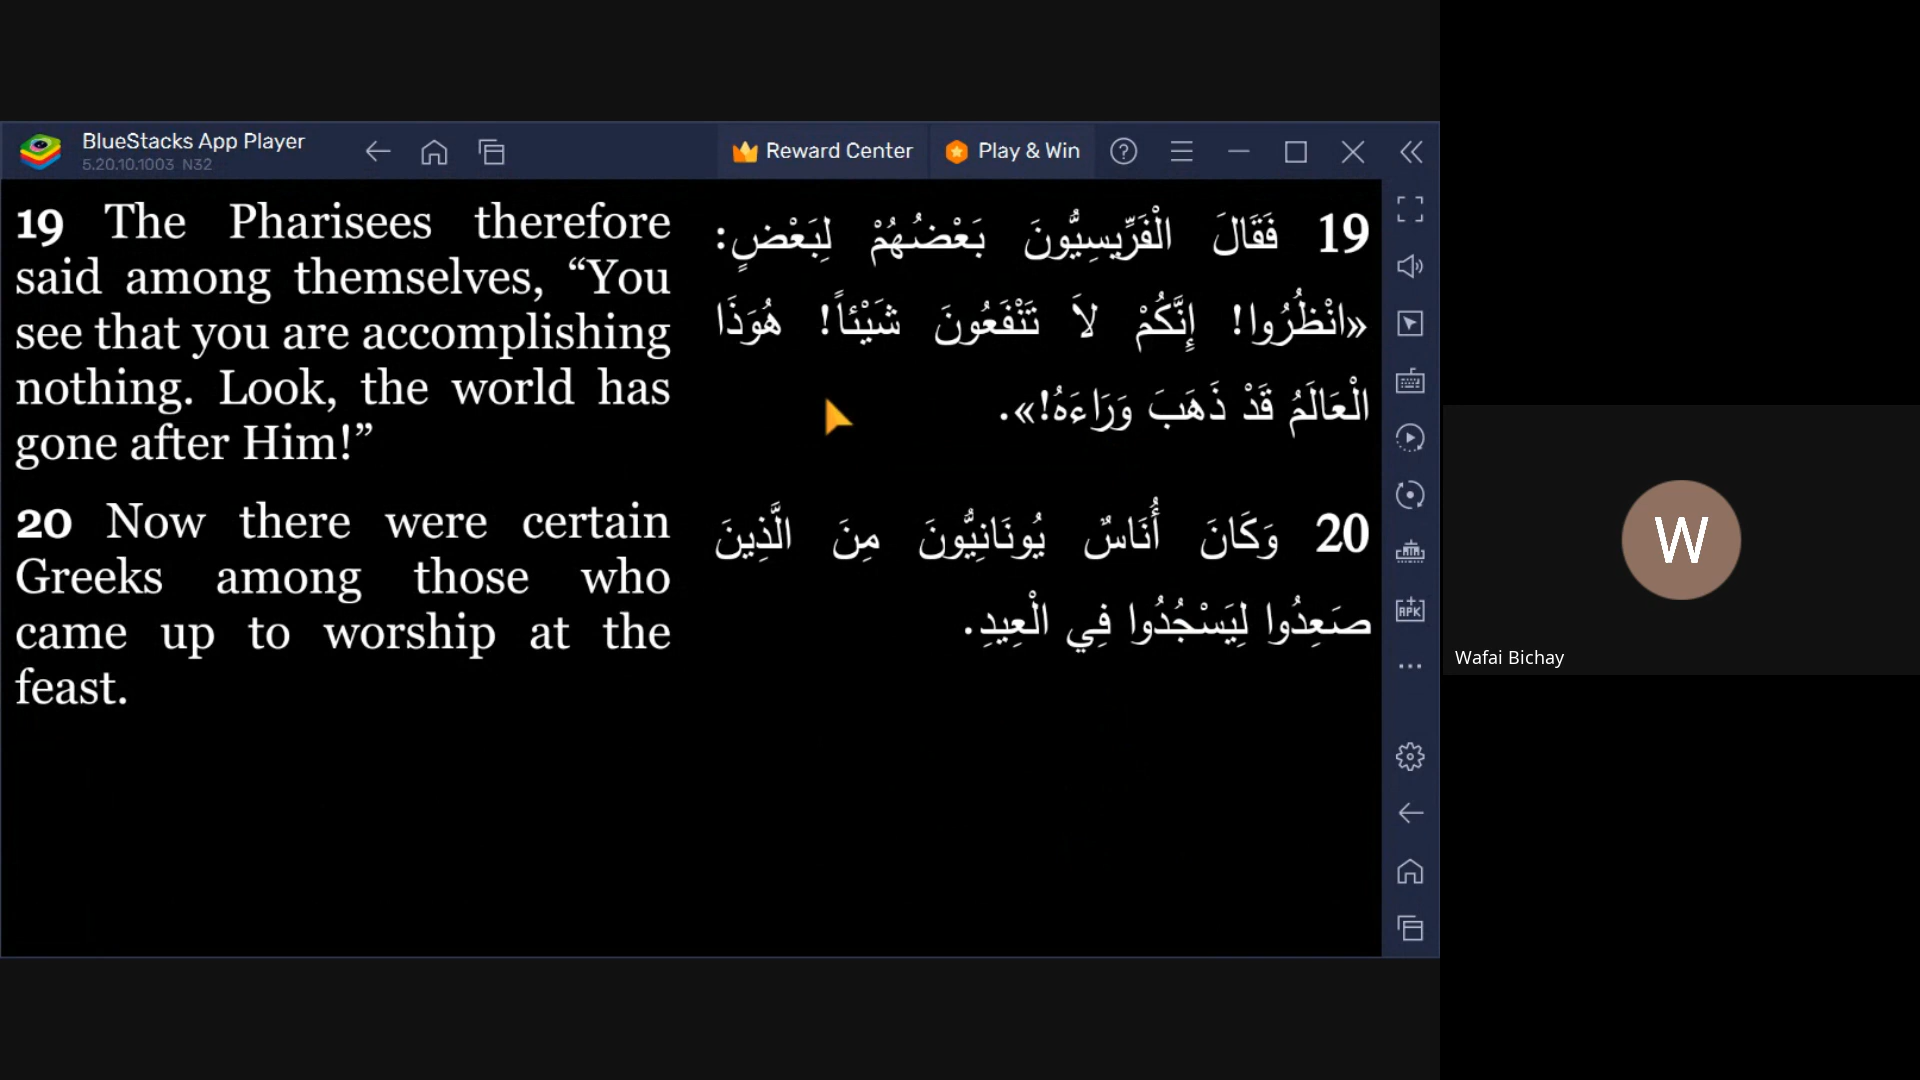 BlueStacks App Player
5.20.10.1003 N32
Reward Center
Play & Win
19 The Pharisees therefore
said among themselves, “You
see that you are accomplishing
nothing. Look, the world has
gone after Him!”
20 Now there were certain
Greeks among those who
came up to worship at the
feast.
19 فَقَالَ الْفَرِّيسِيُّونَ بَعْضُهُمْ لِبَعْضٍ:
«انْظُرُوا! إِنَّكُمْ لاَ تَنْفَعُونَ شَيْئاً! هُوَذَا
الْعَالَمُ قَدْ ذَهَبَ وَرَاءَهُ!».
20 وَكَانَ أُنَاسٌ يُونَانِيُّونَ مِنَ الَّذِينَ
صَعِدُوا لِيَسْجُدُوا فِي الْعِيدِ.
APK
W
Wafai Bichay